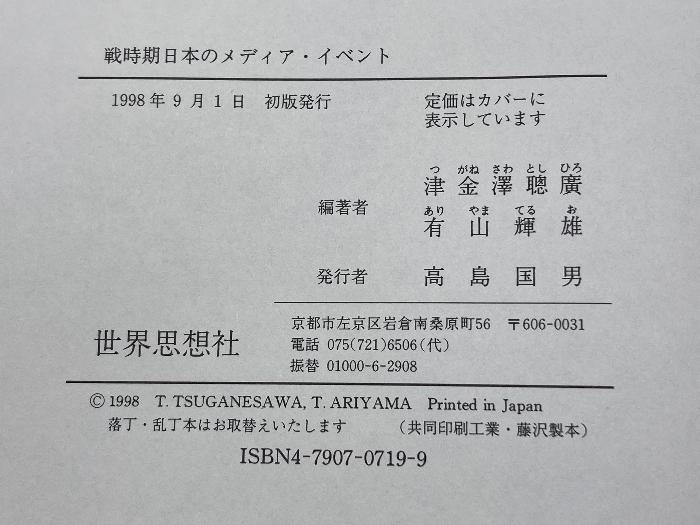 戦時期日本のメディア・イベント
1998年9月1日 初版発行
定価はカバーに
表示しています
つ がね さわ とし ひろ
編著者 津金澤聰廣
あり やま てる お
有山輝雄
発行者 高島国男
世界思想社
京都市左京区岩倉南桑原町56 〒606-0031
電話 075(721)6506(代)
振替 01000-6-2908
© 1998 T. TSUGANESAWA, T. ARIYAMA Printed in Japan
落丁・乱丁本はお取替えいたします (共同印刷工業・藤沢製本)
ISBN4-7907-0719-9